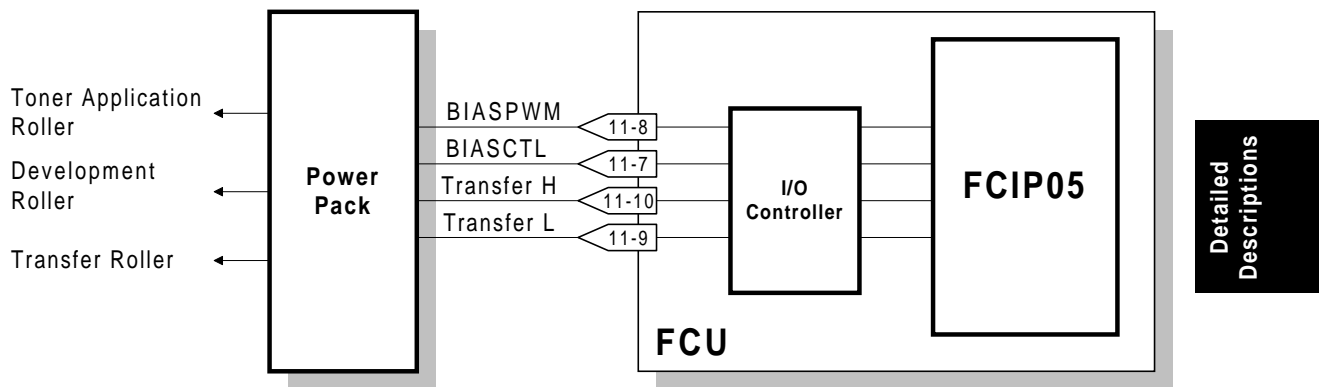 Toner Application
Roller
Development
Roller
Transfer Roller
Power
Pack
BIASPWM
11-8
BIASCTL
11-7
Transfer H
11-10
Transfer L
11-9
I/O
Controller
FCIP05
FCU
Detailed
Descriptions